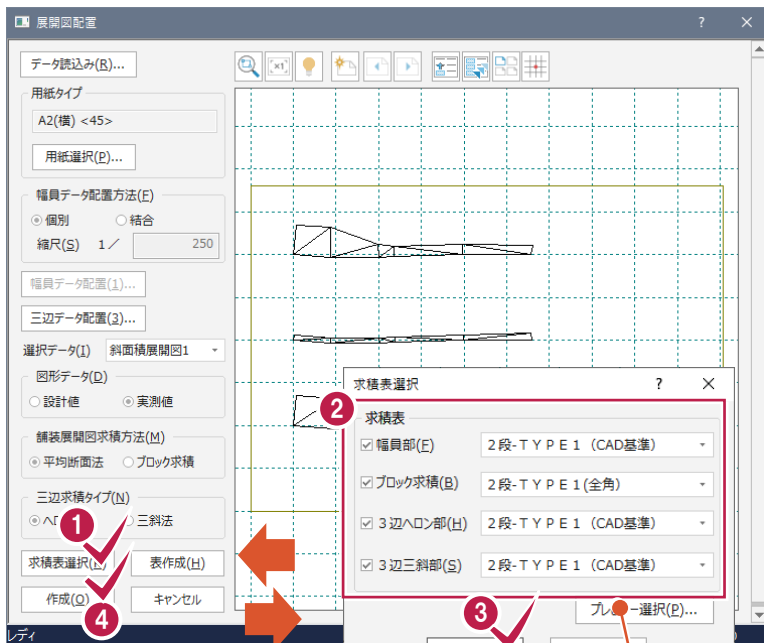 展開図配置
データ読込み(R)...
用紙タイプ
A2(横) <45>
用紙選択(P)...
幅員データ配置方法(F)
個別 結合
縮尺(S) 1／ 250
幅員データ配置(1)...
三辺データ配置(3)...
選択データ(I) 斜面積展開図1
図形データ(D)
設計値 実測値
舗装展開図求積方法(M)
平均断面法 ブロック求積
三辺求積タイプ(N)
三斜法
1
求積表選択 表作成(H)
作成(O) キャンセル
4
レディ
×1
求積表選択 ?
2
求積表
幅員部(F) 2段-ＴＹＰＥ1（CAD基準）
ブロック求積(B) 2段-ＴＹＰＥ1(全角)
３辺ヘロン部(H) 2段-ＴＹＰＥ1（CAD基準）
３辺三斜部(S) 2段-ＴＹＰＥ1（CAD基準）
3
選択(P)...